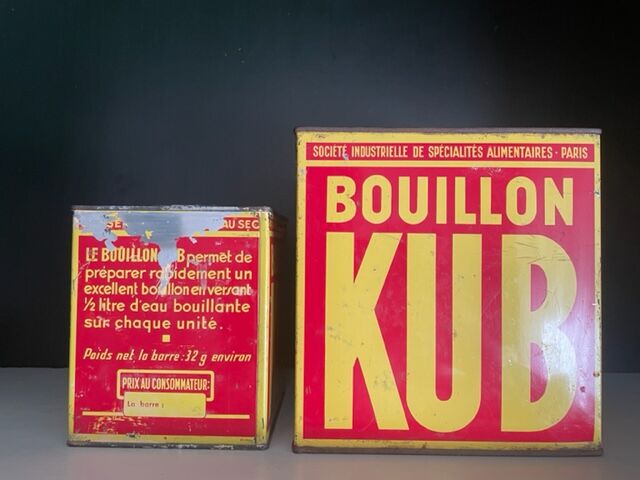 AU SEC
LE BOUILLON B permet de
préparer rapidement un
excellent bouillon en versant
½ litre d'eau bouillante
sur chaque unité.
Poids net la barre: 32 g environ
PRIX AU CONSOMMATEUR:
La barre :
SOCIÉTÉ INDUSTRIELLE DE SPÉCIALITÉS ALIMENTAIRES - PARIS
BOUILLON
KUB